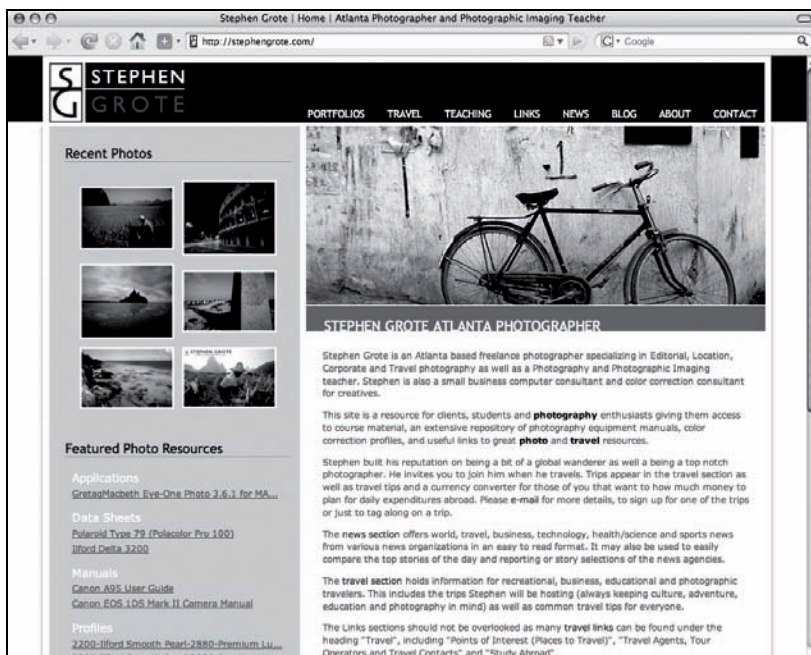 Stephen Grote | Home | Atlanta Photographer and Photographic Imaging Teacher
http://stephengrote.com/
Google
STEPHEN
GROTE
SG
PORTFOLIOS TRAVEL TEACHING LINKS NEWS BLOG ABOUT CONTACT
Recent Photos
STEPHEN GROTE
Featured Photo Resources
Applications
GretagMacbeth Eye-One Photo 3.6.1 for MA...
Data Sheets
Polaroid Type 79 (Polacolor Pro 100)
Ilford Delta 3200
Manuals
Canon A95 User Guide
Canon EOS 1DS Mark II Camera Manual
Profiles
2200-Ilford Smooth Pearl-2880-Premium Lu...
STEPHEN GROTE ATLANTA PHOTOGRAPHER
Stephen Grote is an Atlanta based freelance photographer specializing in Editorial, Location,
Corporate and Travel photography as well as a Photography and Photographic Imaging
teacher. Stephen is also a small business computer consultant and color correction consultant
for creatives.
This site is a resource for clients, students and photography enthusiasts giving them access
to course material, an extensive repository of photography equipment manuals, color
correction profiles, and useful links to great photo and travel resources.
Stephen built his reputation on being a bit of a global wanderer as well a being a top notch
photographer. He invites you to join him when he travels. Trips appear in the travel section as
well as travel tips and a currency converter for those of you that want to how much money to
plan for daily expenditures abroad. Please e-mail for more details, to sign up for one of the trips
or just to tag along on a trip.
The news section offers world, travel, business, technology, health/science and sports news
from various news organizations in an easy to read format. It may also be used to easily
compare the top stories of the day and reporting or story selections of the news agencies.
The travel section holds information for recreational, business, educational and photographic
travelers. This includes the trips Stephen will be hosting (always keeping culture, adventure,
education and photography in mind) as well as common travel tips for everyone.
The Links sections should not be overlooked as many travel links can be found under the
heading "Travel", including "Points of Interest (Places to Travel)", "Travel Agents, Tour
Operators and Travel Contacts" and "Study Abroad".